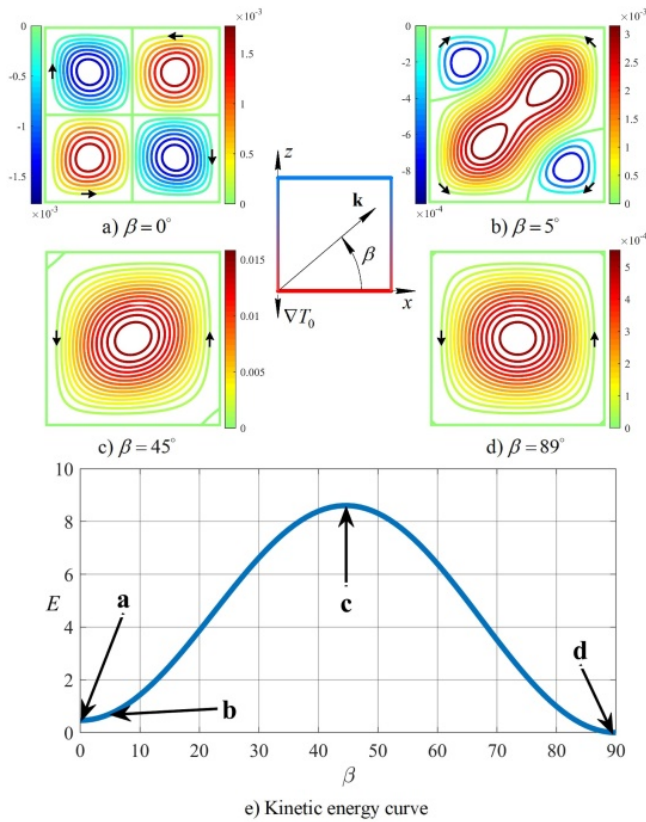 0
-0.5
-1
-1.5
×10⁻³
×10⁻³
1.5
1
0.5
0
a) β=0°
0
-2
-4
-6
-8
×10⁻⁴
×10⁻³
3
2.5
2
1.5
1
0.5
0
b) β=5°
z
k
β
x
∇T₀
0.015
0.01
0.005
0
c) β=45°
×10⁻⁴
5
4
3
2
1
0
d) β=89°
10
8
6
4
2
0
E
a
b
c
d
0 10 20 30 40 50 60 70 80 90
β
e) Kinetic energy curve